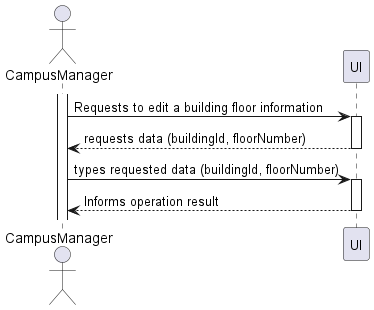 CampusManager
UI
Requests to edit a building floor information
requests data (buildingId, floorNumber)
types requested data (buildingId, floorNumber)
Informs operation result
CampusManager
UI